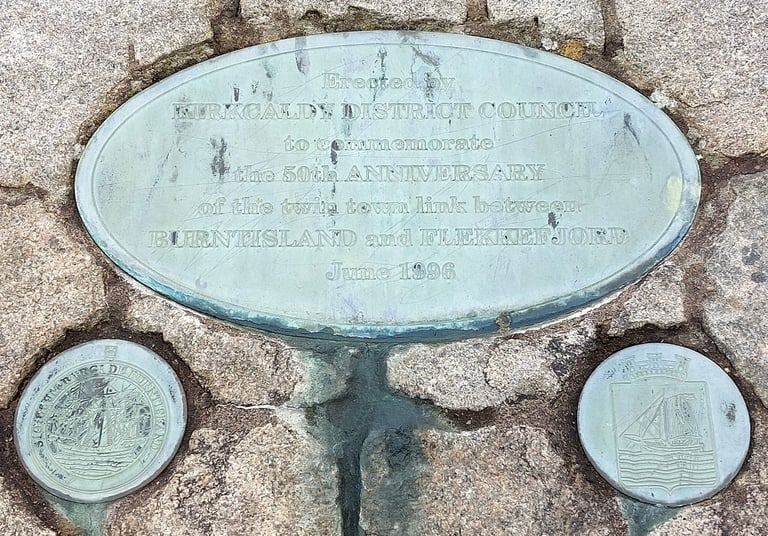 Erected by
KIRKCALDY DISTRICT COUNCIL
to commemorate
the 50th ANNIVERSARY
of the twin town link between
BURNTISLAND and FLEKKEFJORD
June 1996